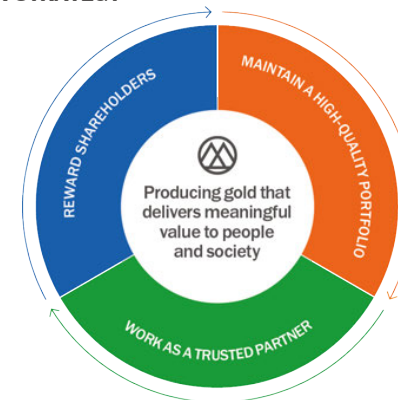 REWARD SHAREHOLDERS
MAINTAIN A HIGH-QUALITY PORTFOLIO
Producing gold that
delivers meaningful
value to people
and society
WORK AS A TRUSTED PARTNER